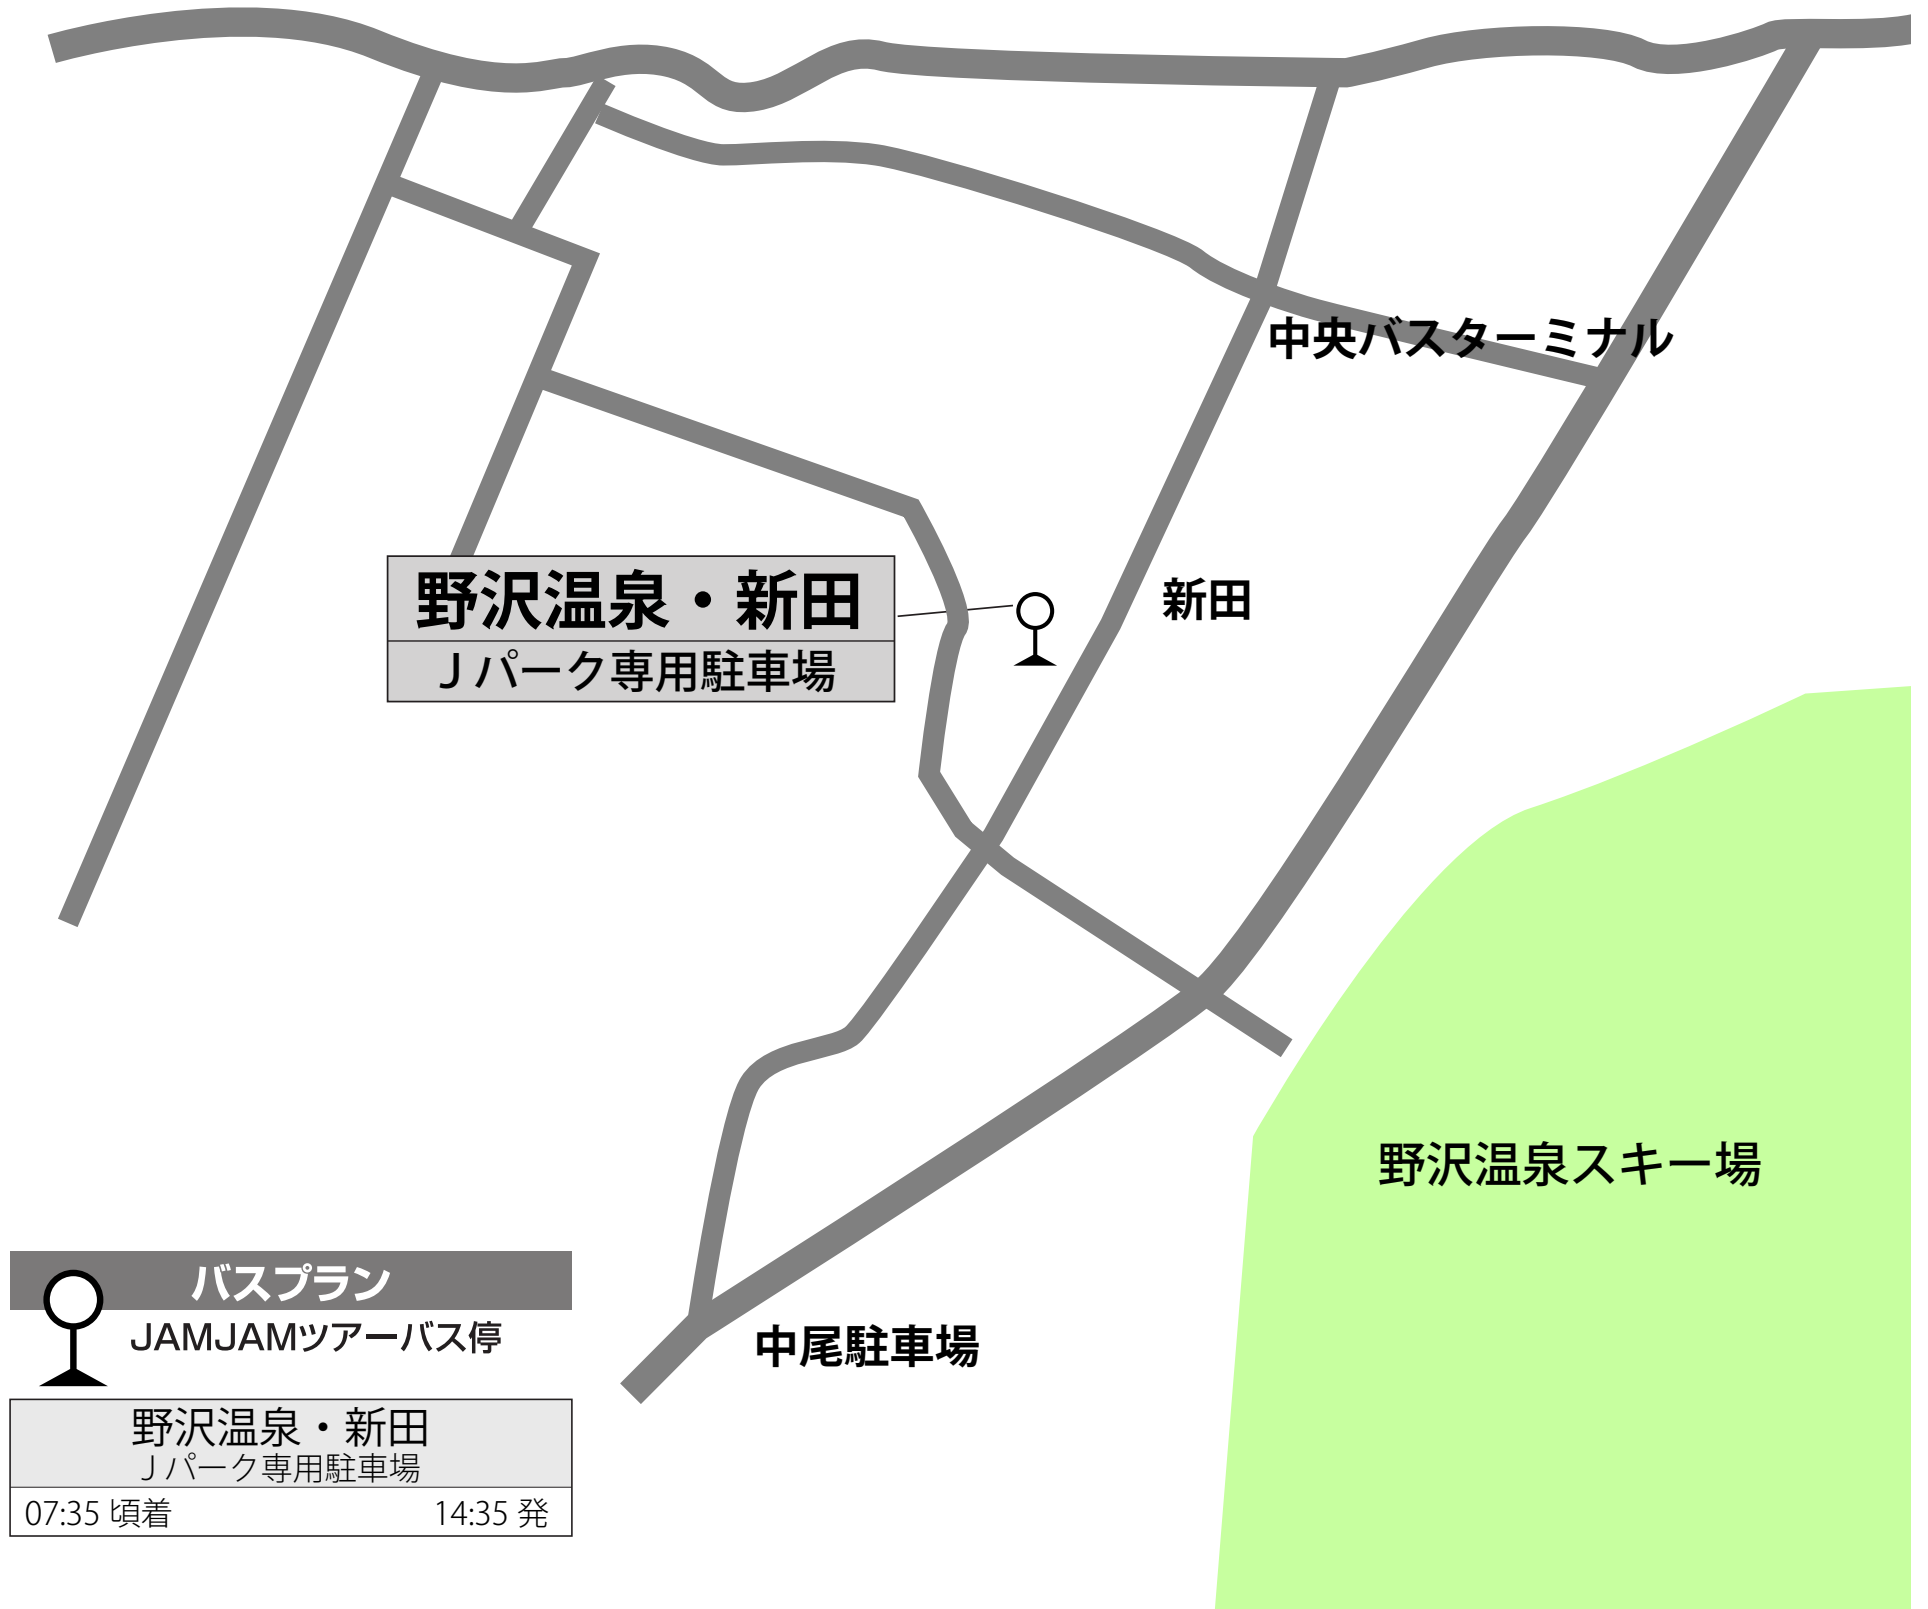 中央バスターミナル
野沢温泉・新田
Jパーク専用駐車場
新田
野沢温泉スキー場
中尾駐車場
バスプラン
JAMJAMツアーバス停
野沢温泉・新田
Jパーク専用駐車場
07:35 頃着 14:35 発